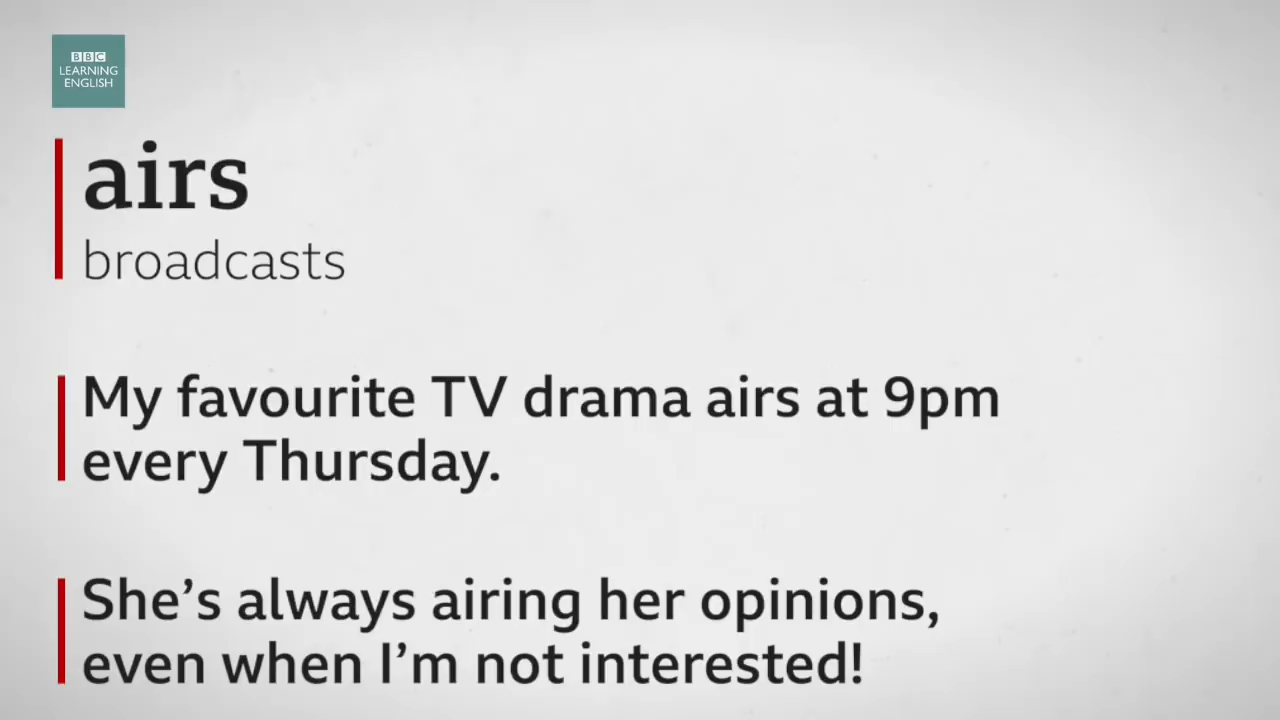 BBC
LEARNING
ENGLISH
airs
broadcasts
My favourite TV drama airs at 9pm
every Thursday.
She’s always airing her opinions,
even when I’m not interested!